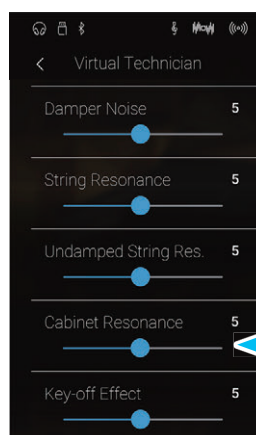 Virtual Technician
Damper Noise 5
String Resonance 5
Undamped String Res. 5
Cabinet Resonance 5
Key-off Effect 5